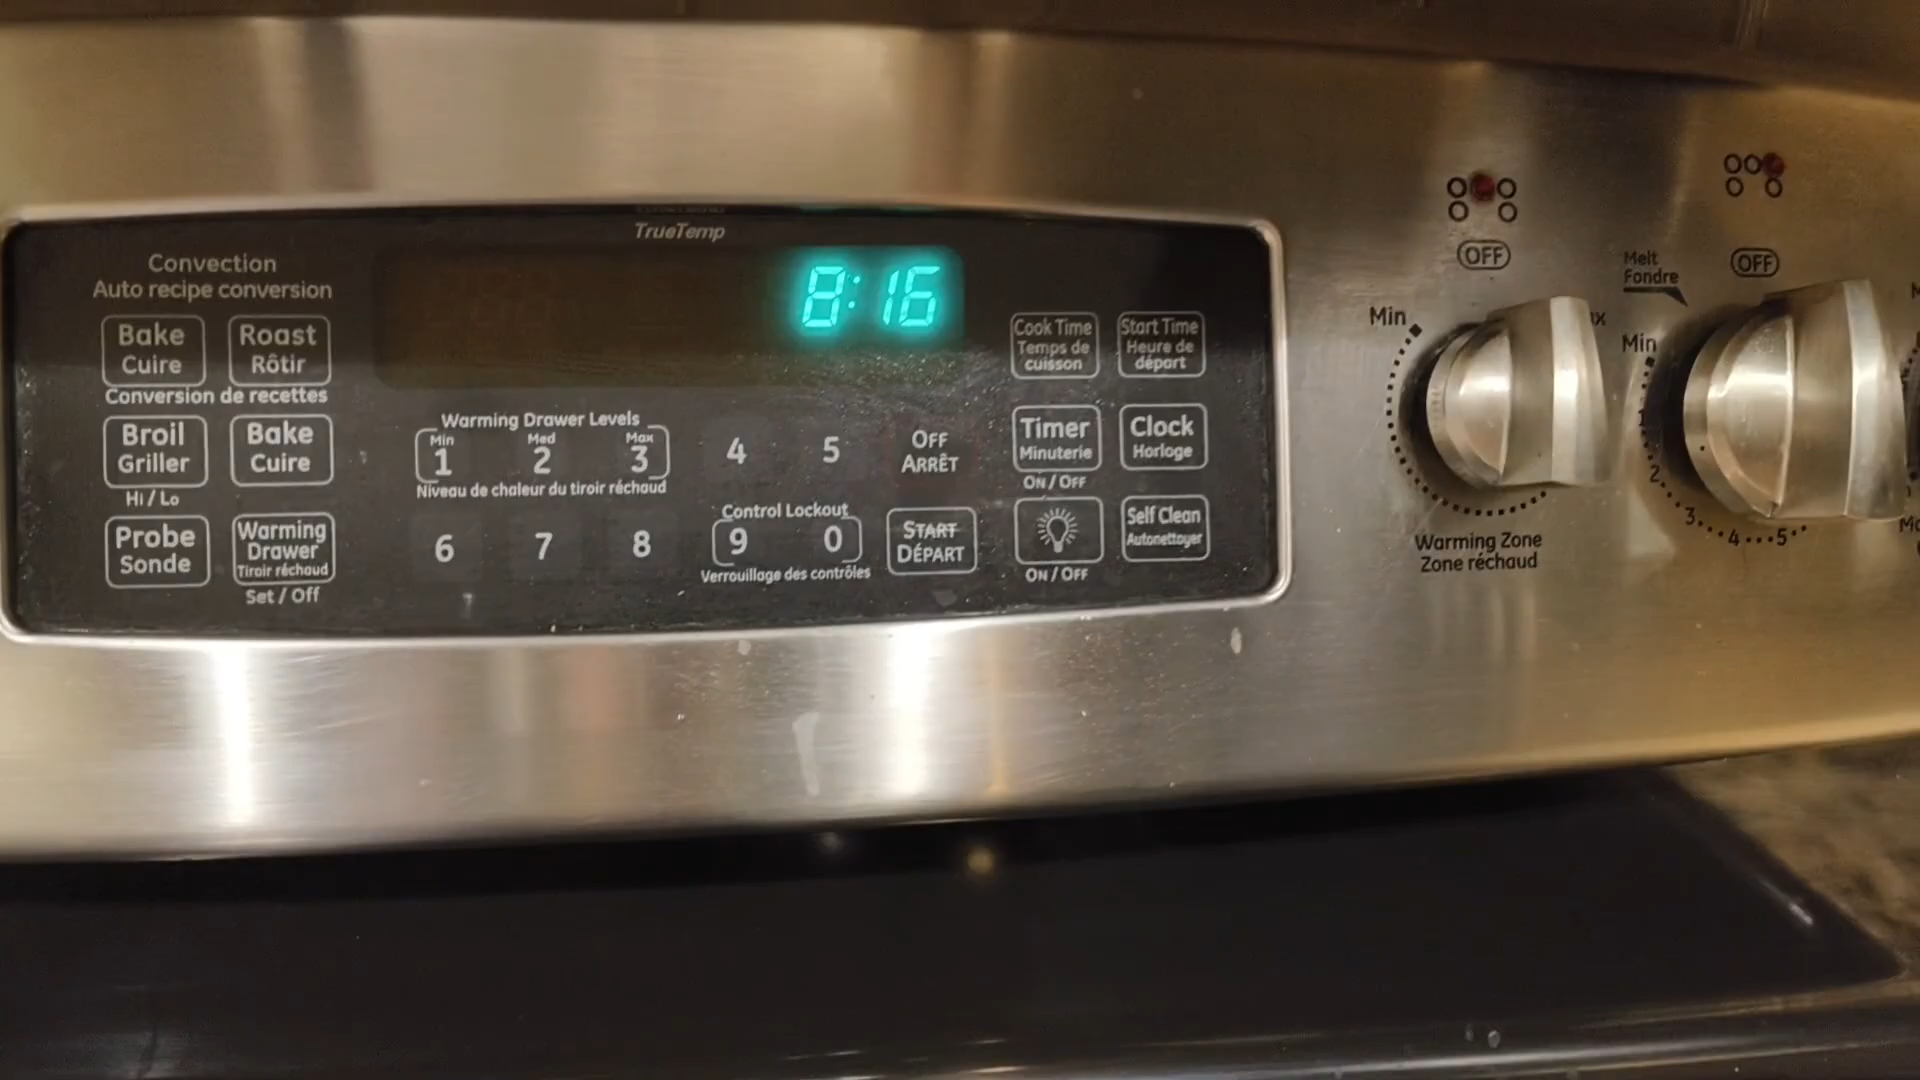 TrueTemp
8:16
Convection
Auto recipe conversion
Bake
Cuire
Roast
Rôtir
Conversion de recettes
Broil
Griller
Hi / Lo
Bake
Cuire
Probe
Sonde
Warming
Drawer
Tiroir réchaud
Set / Off
Warming Drawer Levels
Min
1
Med
2
Max
3
Niveau de chaleur du tiroir réchaud
4
5
OFF
ARRÊT
6
7
8
Control Lockout
9
0
Verrouillage des contrôles
START
DÉPART
Cook Time
Temps de
cuisson
Start Time
Heure de
départ
Timer
Minuterie
ON / OFF
Clock
Horloge
ON / OFF
Self Clean
Autonettoyer
OFF
Min
Warming Zone
Zone réchaud
OFF
Melt
Fondre
Min
2
3
4
5